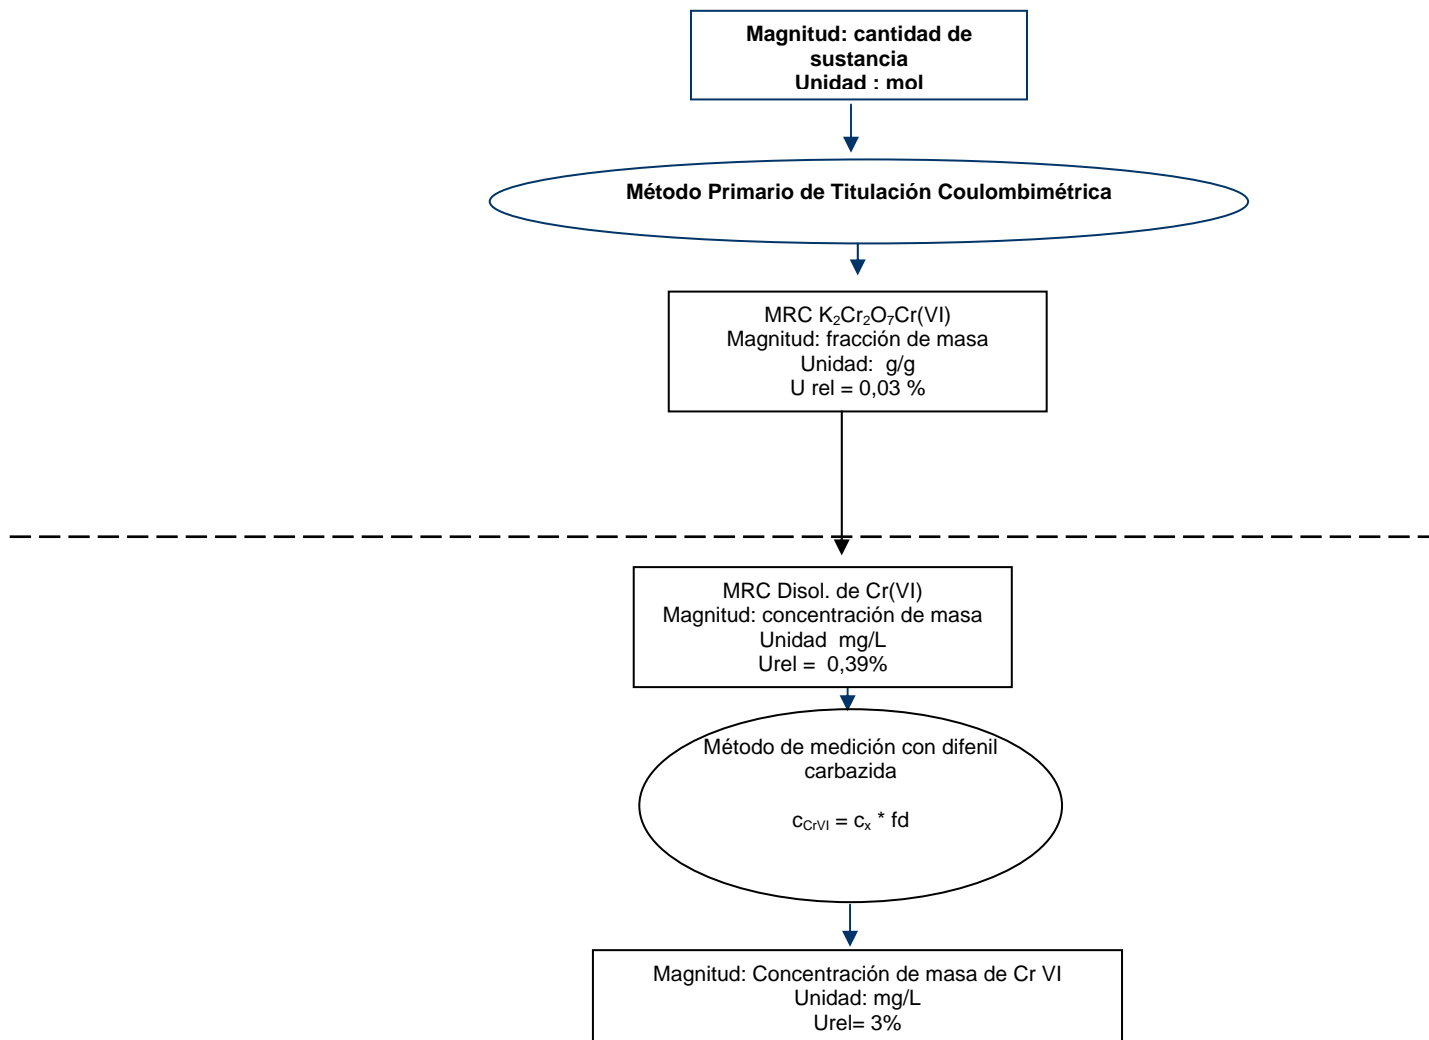 Magnitud: cantidad de
sustancia
Unidad : mol
Método Primario de Titulación Coulombimétrica
MRC K₂Cr₂O₇Cr(VI)
Magnitud: fracción de masa
Unidad: g/g
U rel = 0,03 %
MRC Disol. de Cr(VI)
Magnitud: concentración de masa
Unidad mg/L
Urel = 0,39%
Método de medición con difenil
carbazida
c_CrVI = cₓ * fd
Magnitud: Concentración de masa de Cr VI
Unidad: mg/L
Urel= 3%